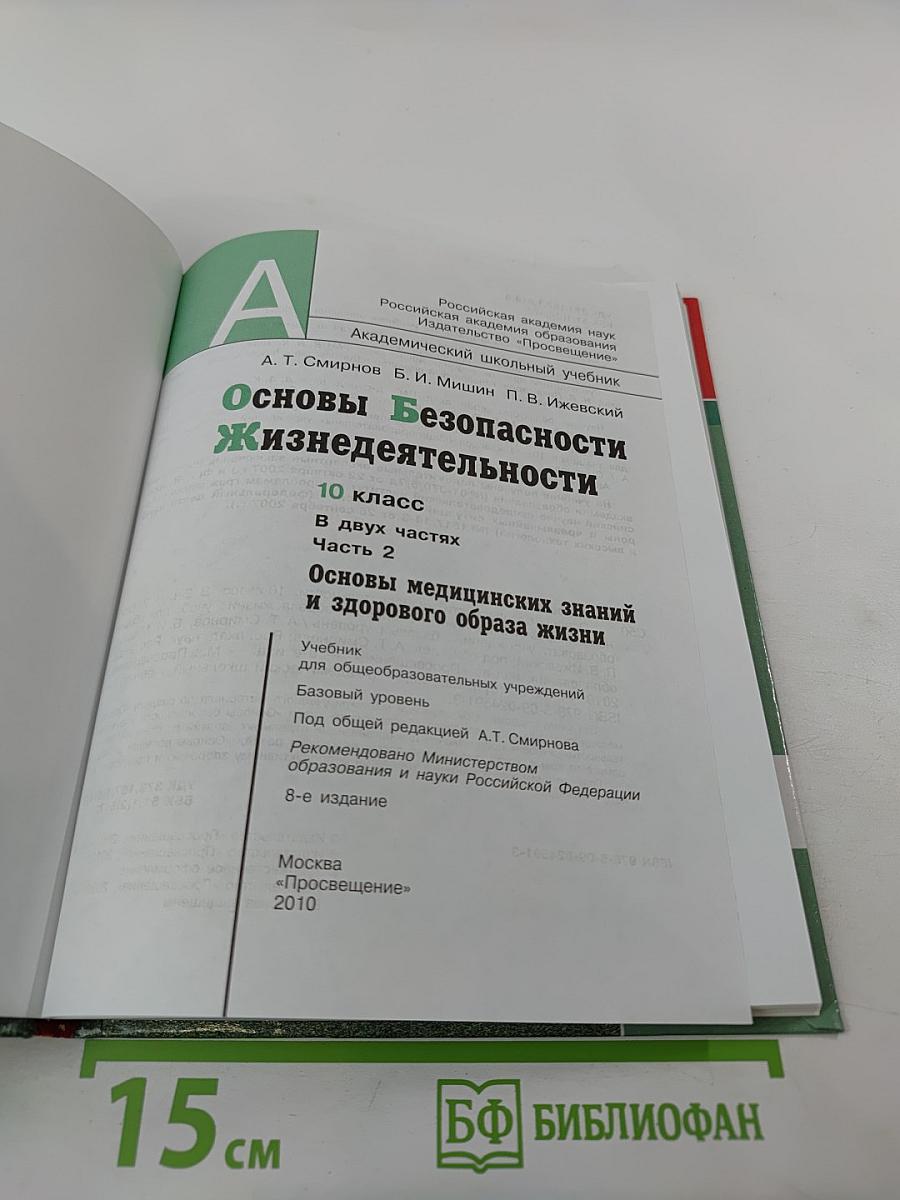 А
Российская академия наук
Российская академия образования
Издательство «Просвещение»
Академический школьный учебник
А. Т. Смирнов Б. И. Мишин П. В. Ижевский
Основы Безопасности
Жизнедеятельности
10 класс
В двух частях
Часть 2
Основы медицинских знаний
и здорового образа жизни
Учебник
для общеобразовательных учреждений
Базовый уровень
Под общей редакцией А.Т. Смирнова
Рекомендовано Министерством
образования и науки Российской Федерации
8-е издание
Москва
«Просвещение»
2010
15 см
БФ БИБЛИОФАН